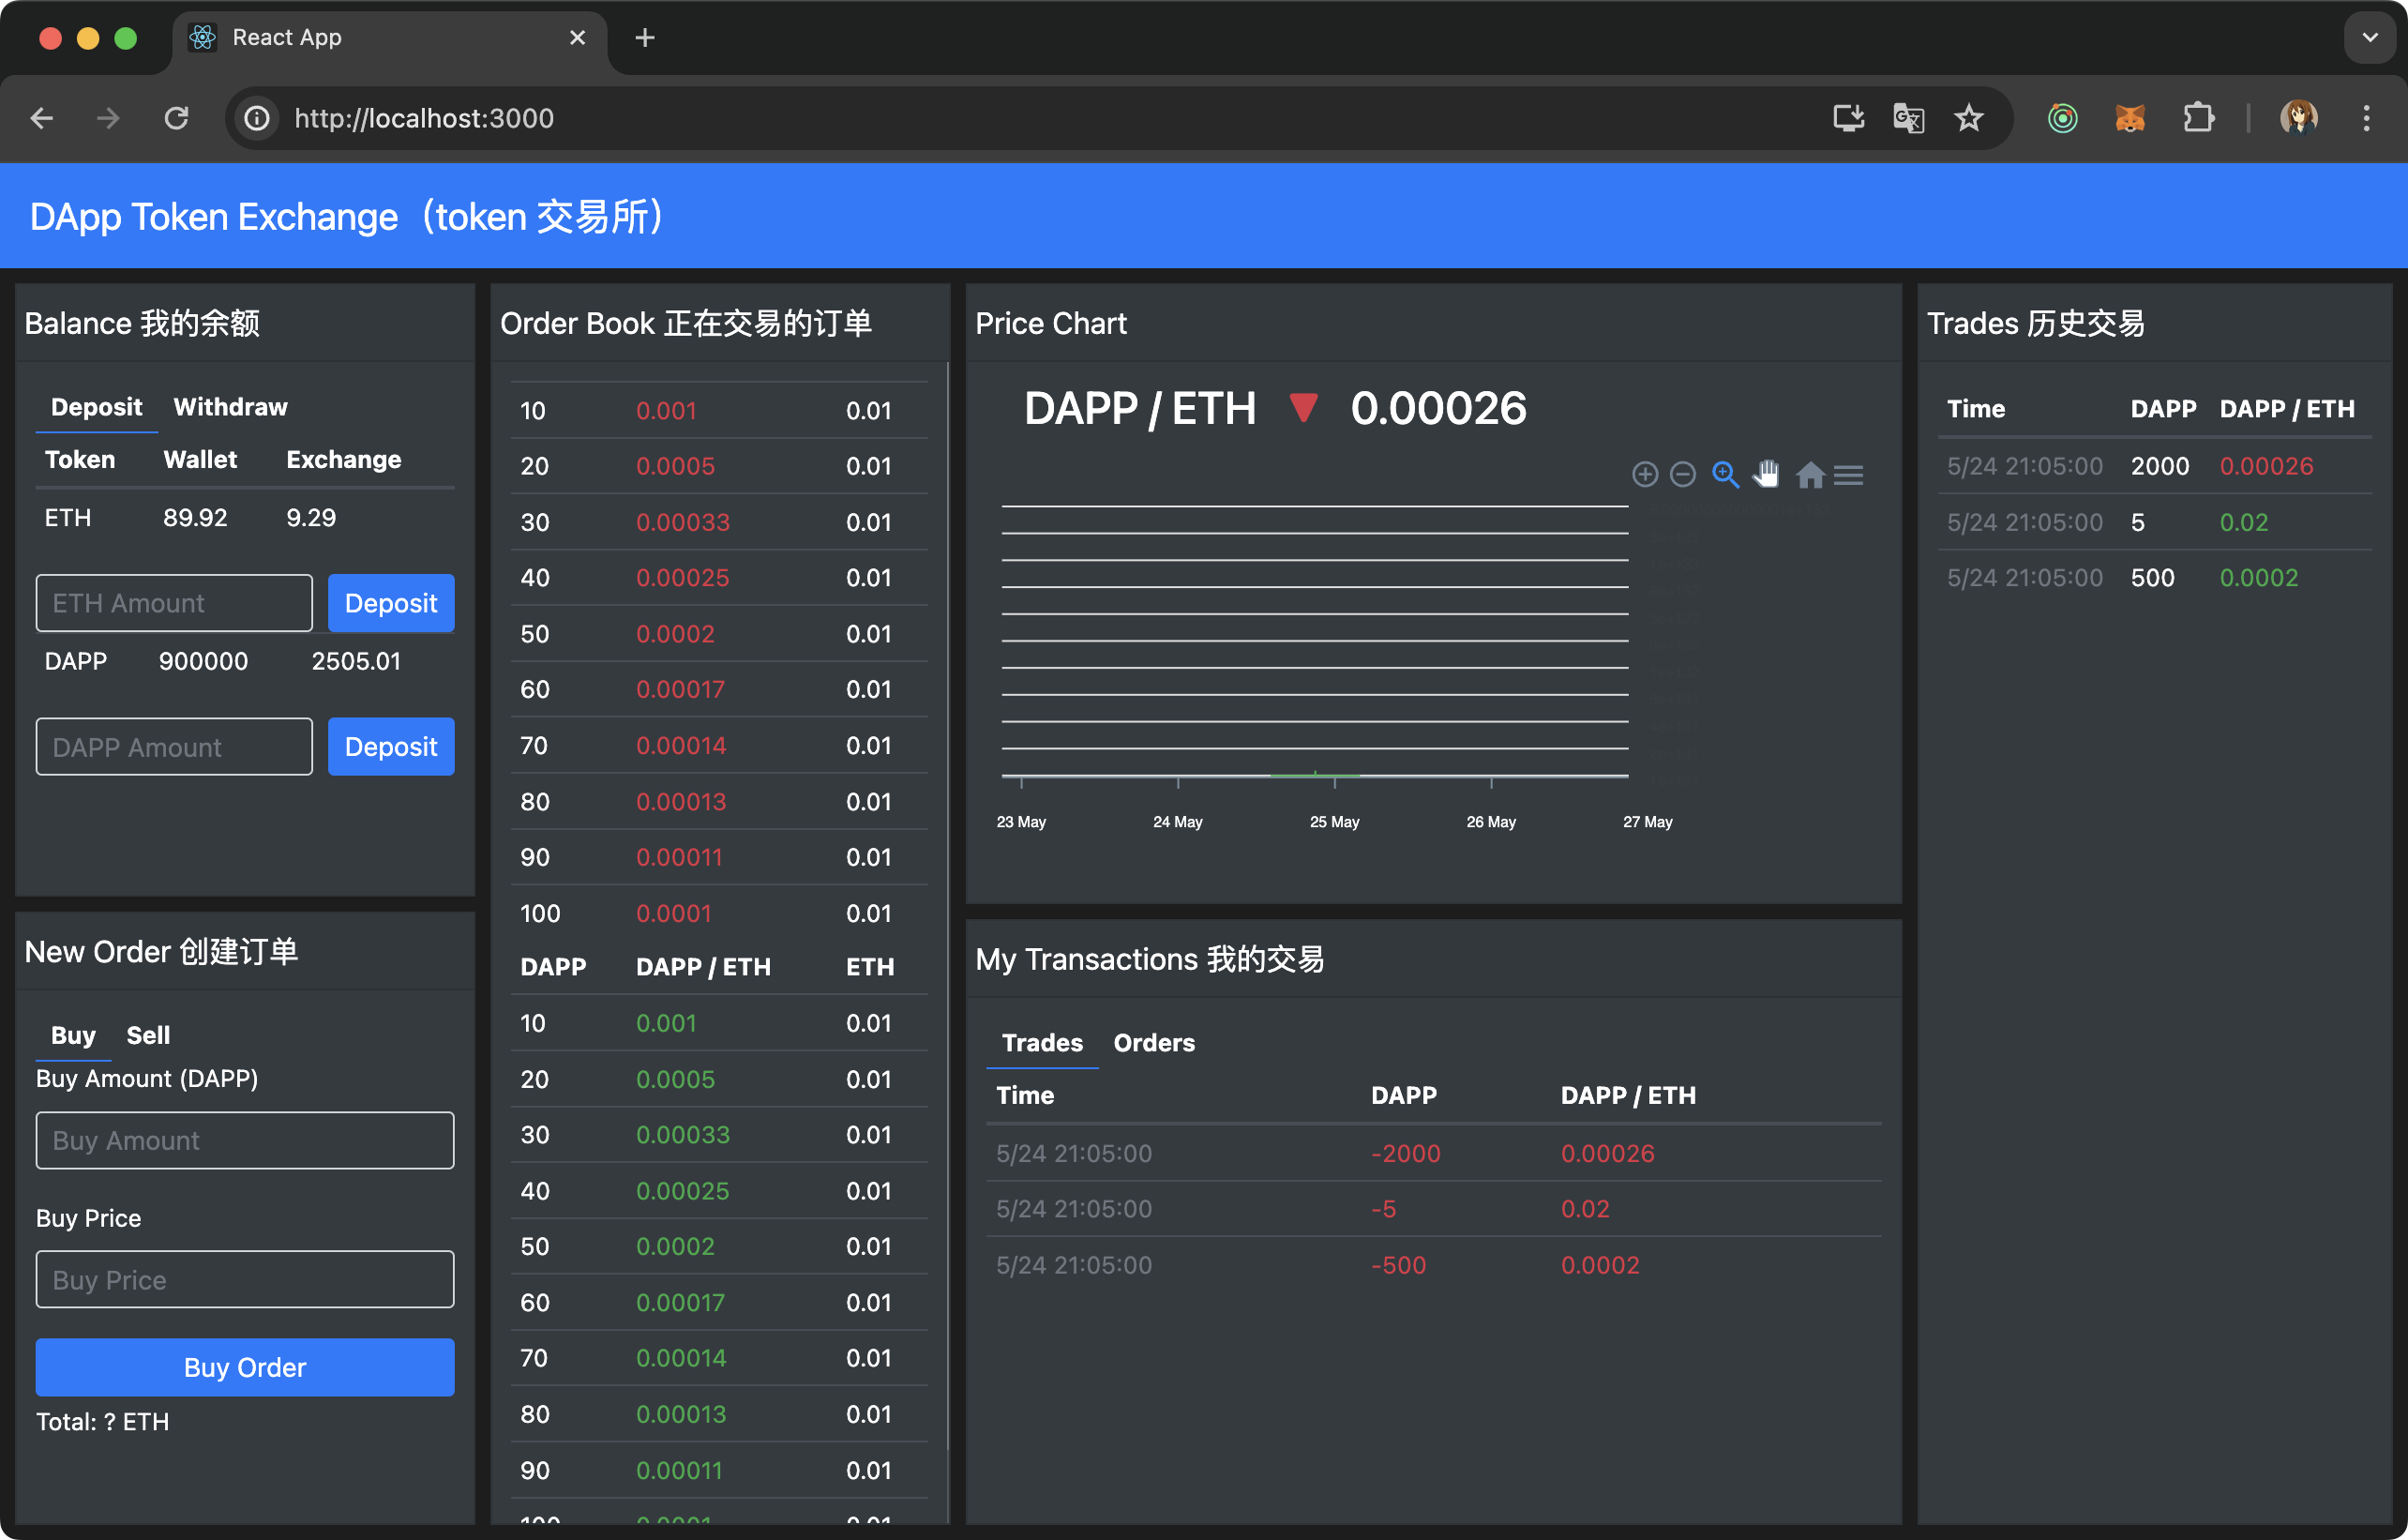 React App
http://localhost:3000
DApp Token Exchange（token 交易所）
Balance 我的余额
Deposit Withdraw
Token Wallet Exchange
ETH 89.92 9.29
ETH Amount Deposit
DAPP 900000 2505.01
DAPP Amount Deposit
New Order 创建订单
Buy Sell
Buy Amount (DAPP)
Buy Amount
Buy Price
Buy Price
Buy Order
Total: ? ETH
Order Book 正在交易的订单
10 0.001 0.01
20 0.0005 0.01
30 0.00033 0.01
40 0.00025 0.01
50 0.0002 0.01
60 0.00017 0.01
70 0.00014 0.01
80 0.00013 0.01
90 0.00011 0.01
100 0.0001 0.01
DAPP DAPP / ETH ETH
10 0.001 0.01
20 0.0005 0.01
30 0.00033 0.01
40 0.00025 0.01
50 0.0002 0.01
60 0.00017 0.01
70 0.00014 0.01
80 0.00013 0.01
90 0.00011 0.01
100 0.0001 0.01
Price Chart
DAPP / ETH ▼ 0.00026
23 May 24 May 25 May 26 May 27 May
My Transactions 我的交易
Trades Orders
Time DAPP DAPP / ETH
5/24 21:05:00 -2000 0.00026
5/24 21:05:00 -5 0.02
5/24 21:05:00 -500 0.0002
Trades 历史交易
Time DAPP DAPP / ETH
5/24 21:05:00 2000 0.00026
5/24 21:05:00 5 0.02
5/24 21:05:00 500 0.0002